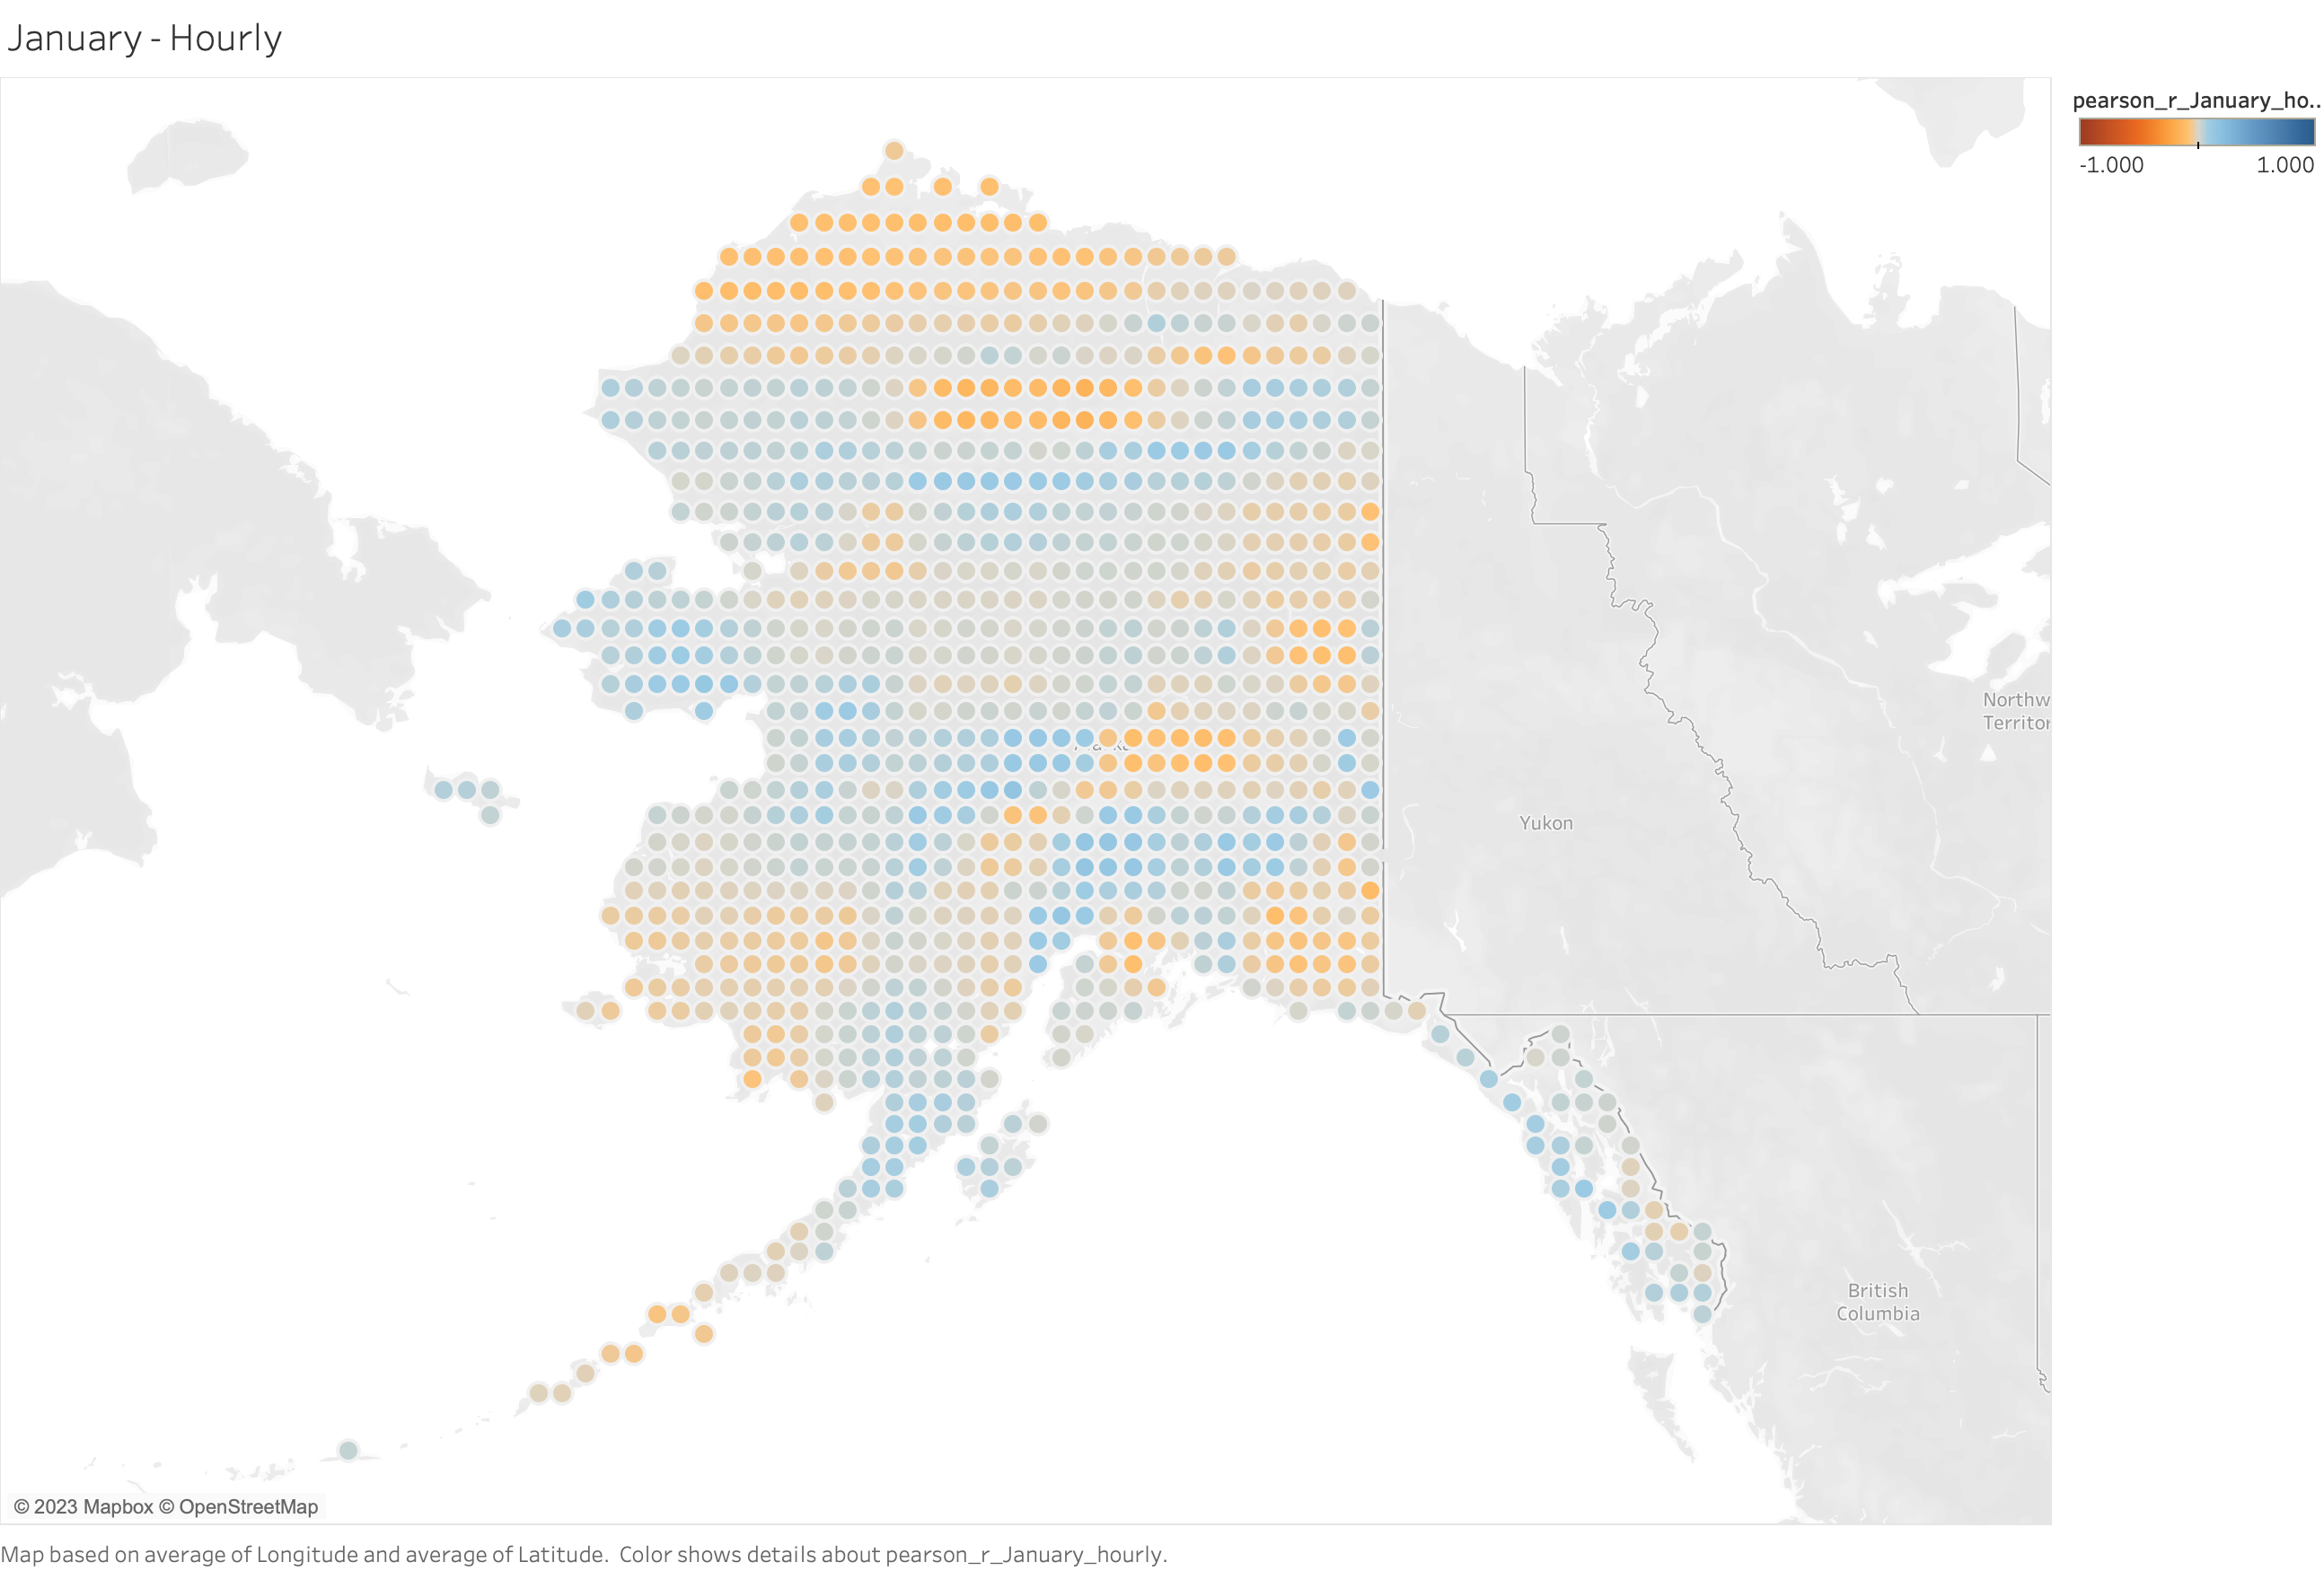 January - Hourly
pearson_r_January_ho..
-1.000
1.000
Northw
Territor
Yukon
British
Columbia
© 2023 Mapbox © OpenStreetMap
Map based on average of Longitude and average of Latitude. Color shows details about pearson_r_January_hourly.